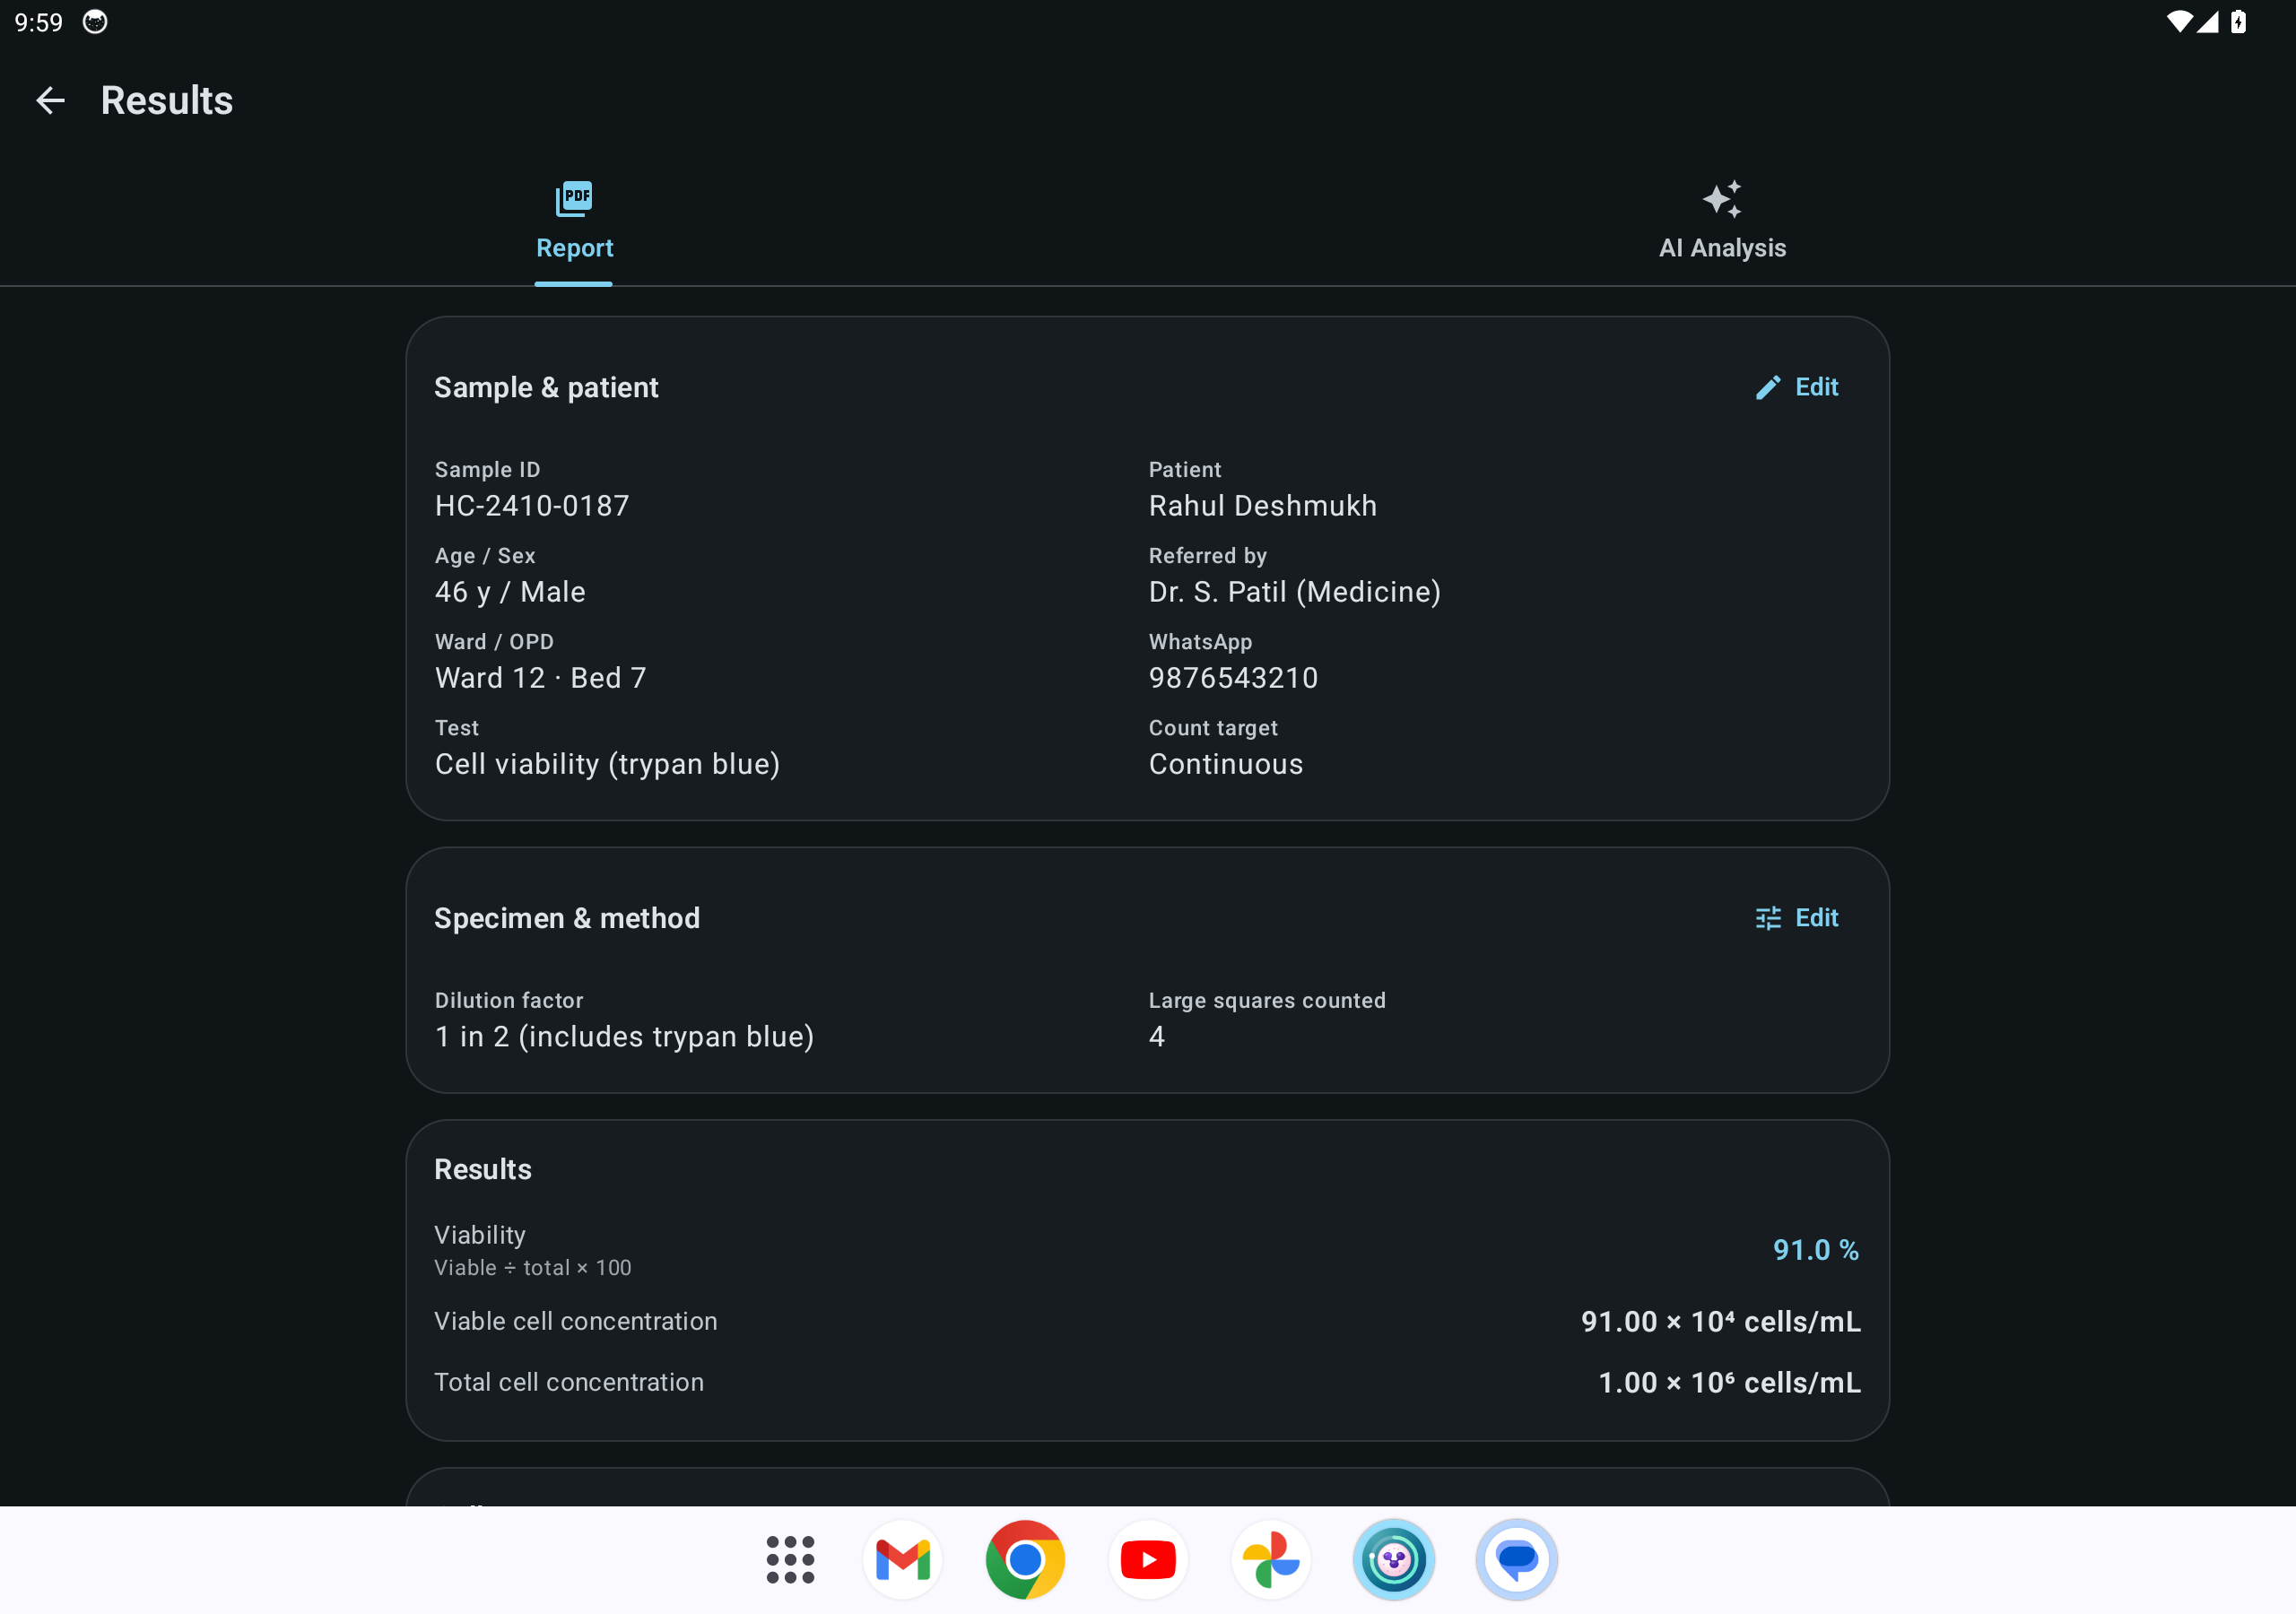 9:59
Results
PDF
Report
AI Analysis
Sample & patient
Edit
Sample ID
HC-2410-0187
Patient
Rahul Deshmukh
Age / Sex
46 y / Male
Referred by
Dr. S. Patil (Medicine)
Ward / OPD
Ward 12 · Bed 7
WhatsApp
9876543210
Test
Cell viability (trypan blue)
Count target
Continuous
Specimen & method
Edit
Dilution factor
1 in 2 (includes trypan blue)
Large squares counted
4
Results
Viability
Viable ÷ total × 100
91.0 %
Viable cell concentration
91.00 × 10⁴ cells/mL
Total cell concentration
1.00 × 10⁶ cells/mL